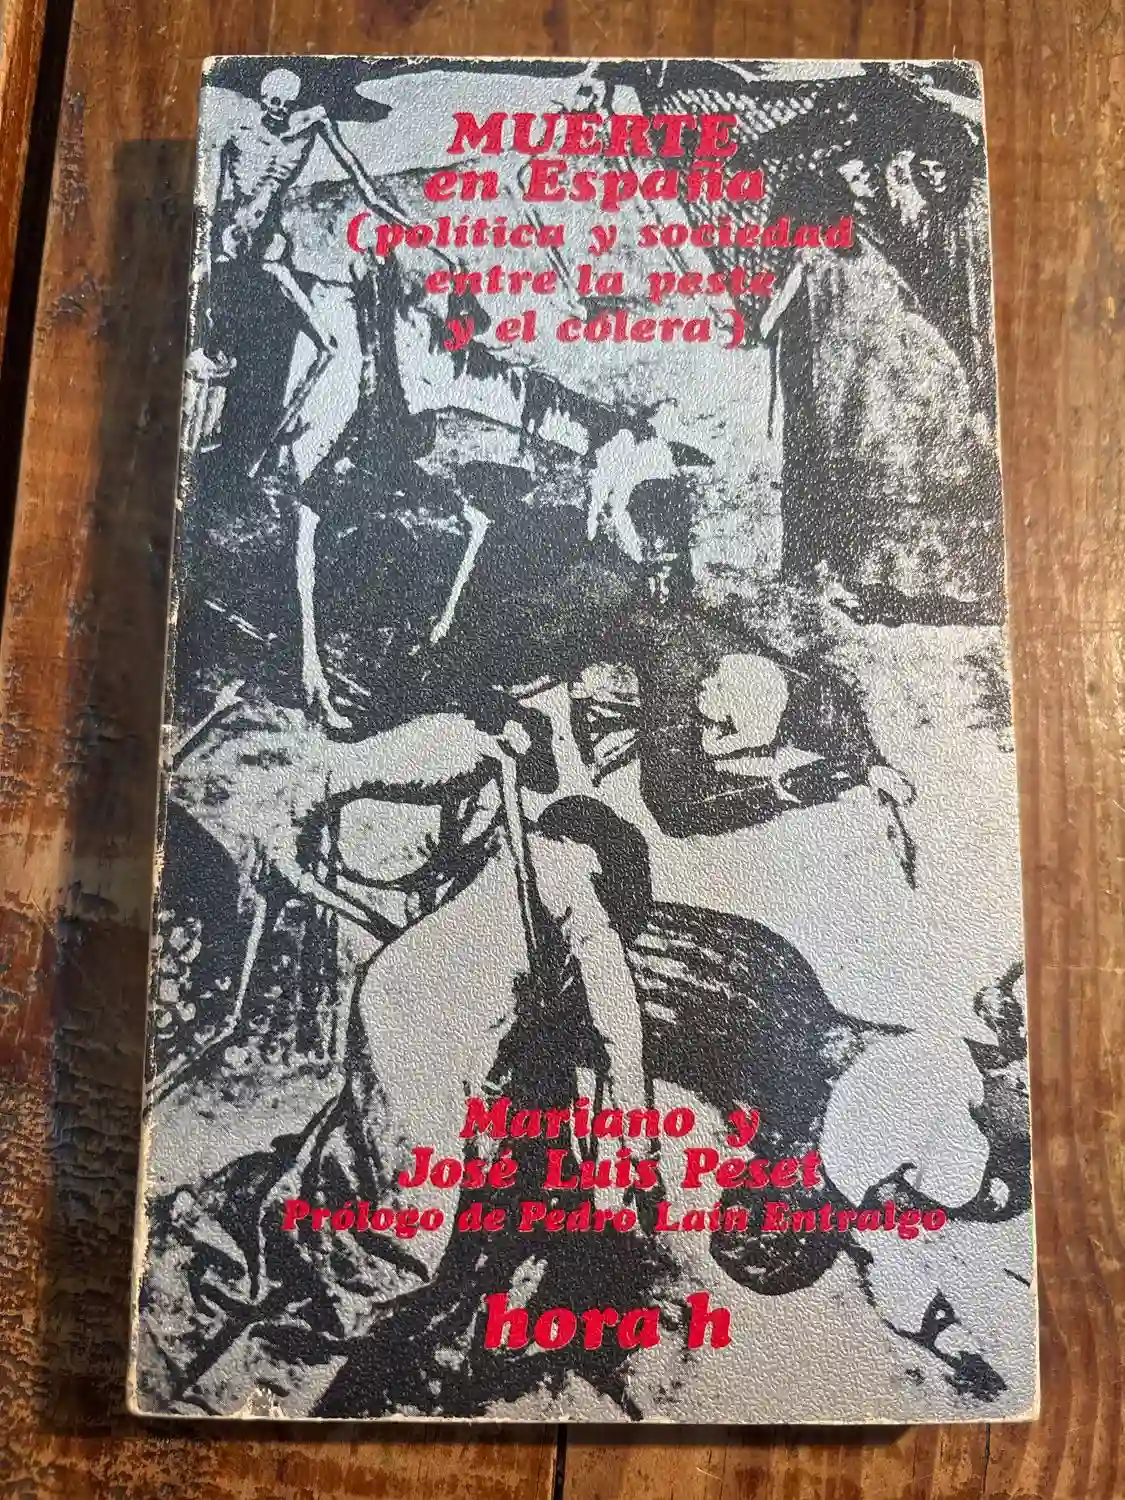 MUERTE
en España
(política y sociedad
entre la peste
y el cólera)
Mariano y
José Luis Peset
Prólogo de Pedro Laín Entralgo
hora h